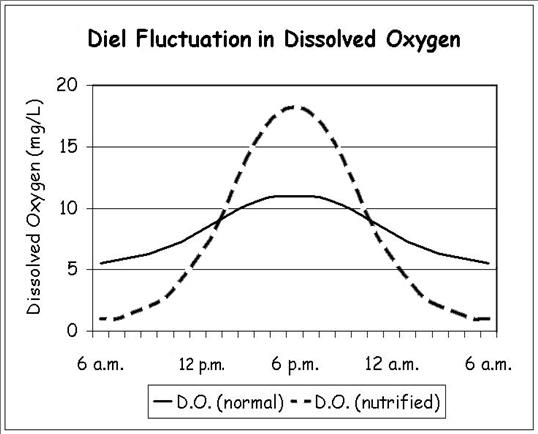 Diel Fluctuation in Dissolved Oxygen
Dissolved Oxygen (mg/L)
20
15
10
5
0
6 a.m. 12 p.m. 6 p.m. 12 a.m. 6 a.m.
D.O. (normal) D.O. (nutrified)